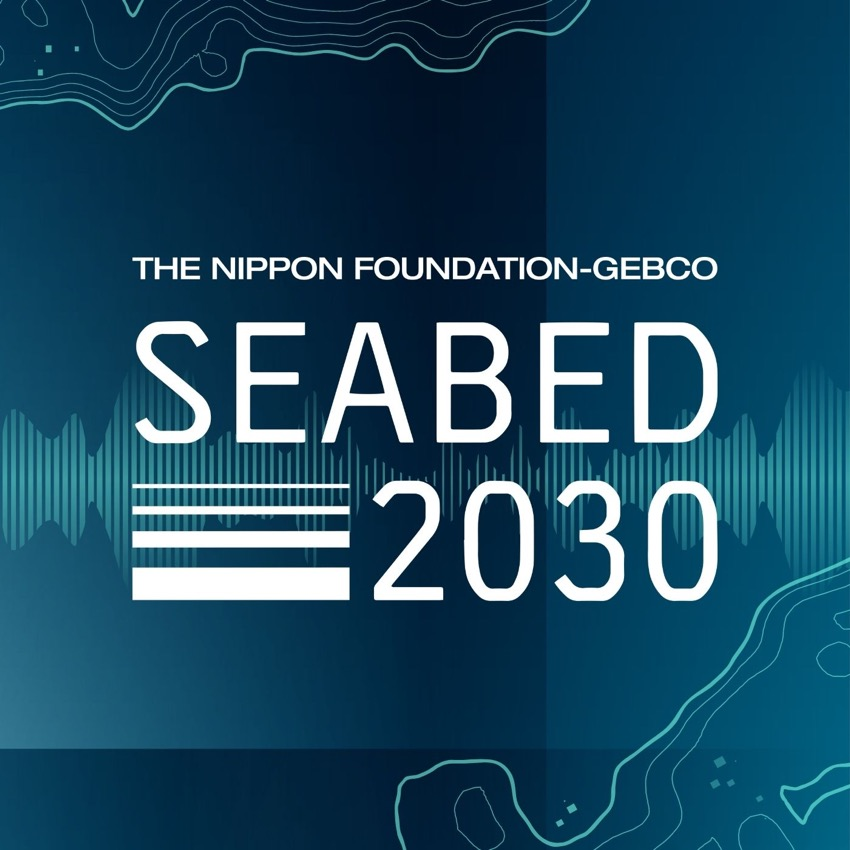 THE NIPPON FOUNDATION-GEBCO
SEABED
2030